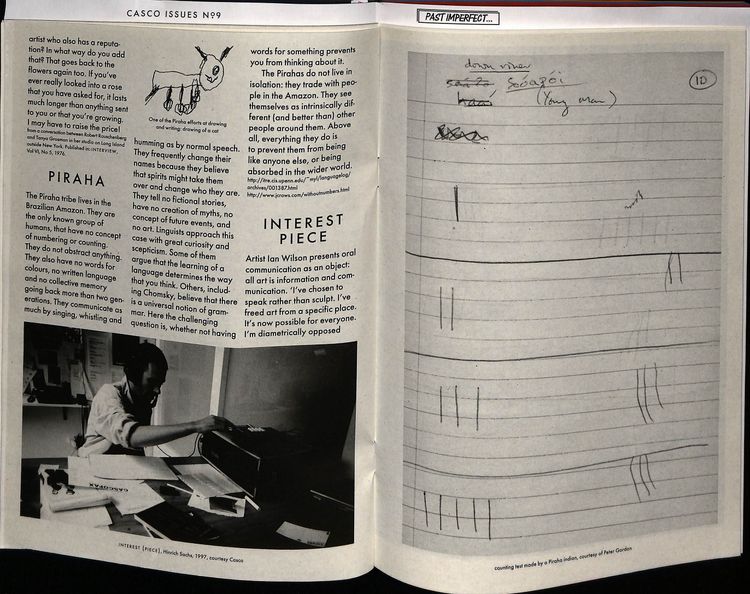 CASCO ISSUES Nº9
artist who also has a reputa-
tion? In what way do you add
that? That goes back to the
flowers again too. If you've
ever really looked into a rose
that you have asked for, it lasts
much longer than anything sent
to you or that you're growing.
I may have to raise the price!
from a conversation between Robert Rauschenberg
and Sonya Grosman in her studio on Long Island
outside New York. Published in: INTERVIEW,
Vol VI, No 5, 1976.
PIRAHA
The Piraha tribe lives in the
Brazilian Amazon. They are
the only known group of
humans, that have no concept
of numbering or counting.
They do not abstract anything.
They also have no words for
colours, no written language
and no collective memory
going back more than two gen-
erations. They communicate as
much by singing, whistling and
One of the Piraha efforts at drawing
and writing: drawing of a cat
humming as by normal speech.
They frequently change their
names because they believe
that spirits might take them
over and change who they are.
They tell no fictional stories,
have no creation of myths, no
concept of future events, and
no art. Linguists approach this
case with great curiosity and
scepticism. Some of them
argue that the learning of a
language determines the way
that you think. Others, includ-
ing Chomsky, believe that there
is a universal notion of gram-
mar. Here the challenging
question is, whether not having
words for something prevents
you from thinking about it.
The Pirahas do not live in
isolation: they trade with peo-
ple in the Amazon. They see
themselves as intrinsically dif-
ferent (and better than) other
people around them. Above
all, everything they do is
to prevent them from being
like anyone else, or being
absorbed in the wider world.
http://itre.cis.upenn.edu/~myl/languagelog/
archives/001387.html
http://www.jcrows.com/withoutnumbers.html
INTEREST
PIECE
Artist Ian Wilson presents oral
communication as an object:
all art is information and com-
munication. 'I've chosen to
speak rather than sculpt. I've
freed art from a specific place.
It's now possible for everyone.
I'm diametrically opposed
CASCOFAX
INTEREST (PIECE), Hinrich Sachs, 1997, courtesy Casco
PAST IMPERFECT...
down river
(Young man)
10
counting test made by a Piraha indian, courtesy of Peter Gordon